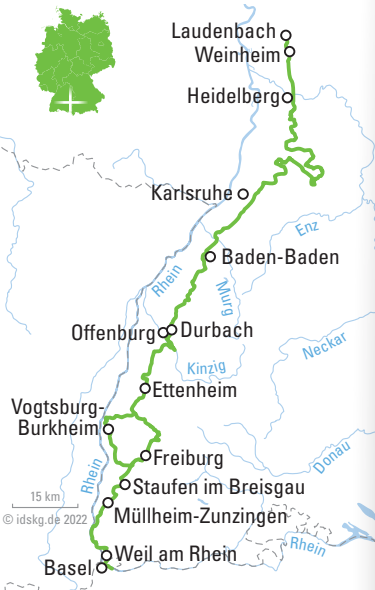 Laudenbach
Weinheim
Heidelberg
Karlsruhe
Enz
Baden-Baden
Rhein
Murg
Offenburg
Durbach
Neckar
Kinzig
Ettenheim
Vogtsburg-
Burkheim
Freiburg
Donau
Rhein
Staufen im Breisgau
15 km
Müllheim-Zunzingen
© idskg.de 2022
Rhein
Weil am Rhein
Basel